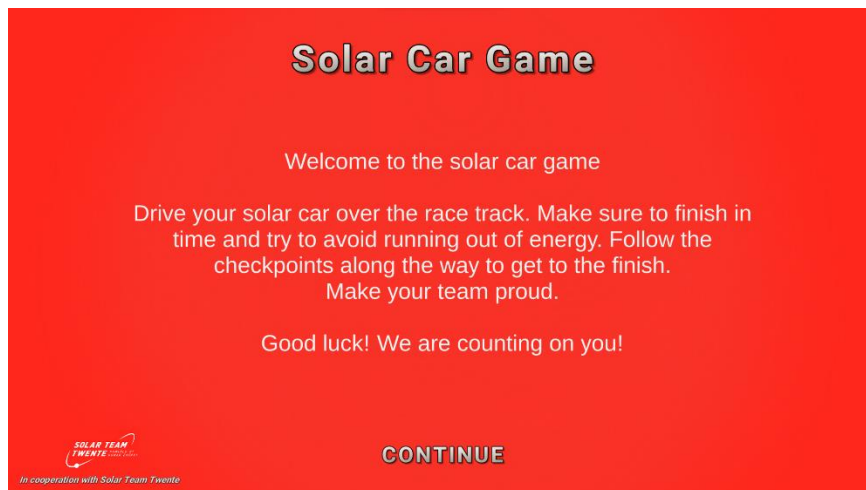 Solar Car Game
Welcome to the solar car game
Drive your solar car over the race track. Make sure to finish in
time and try to avoid running out of energy. Follow the
checkpoints along the way to get to the finish.
Make your team proud.
Good luck! We are counting on you!
SOLAR TEAM
TWENTE
CONTINUE
In cooperation with Solar Team Twente